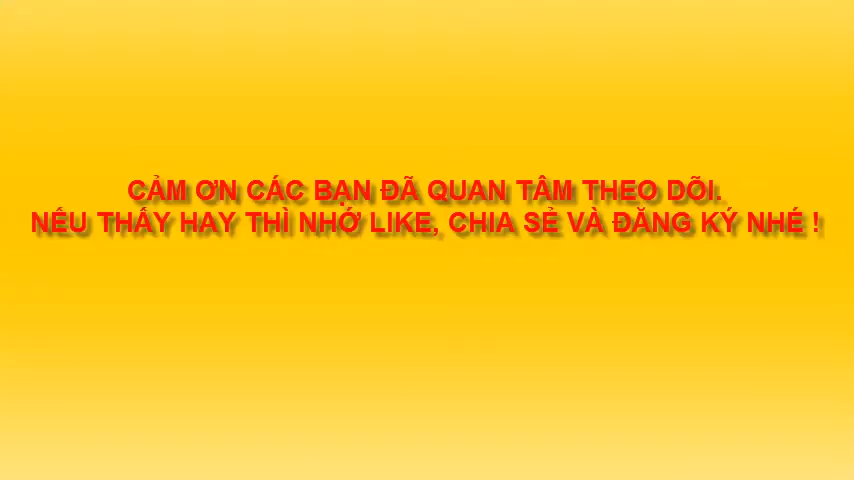 CẢM ƠN CÁC BẠN ĐÃ QUAN TÂM THEO DÕI.
NẾU THẤY HAY THÌ NHỚ LIKE, CHIA SẺ VÀ ĐĂNG KÝ NHÉ !